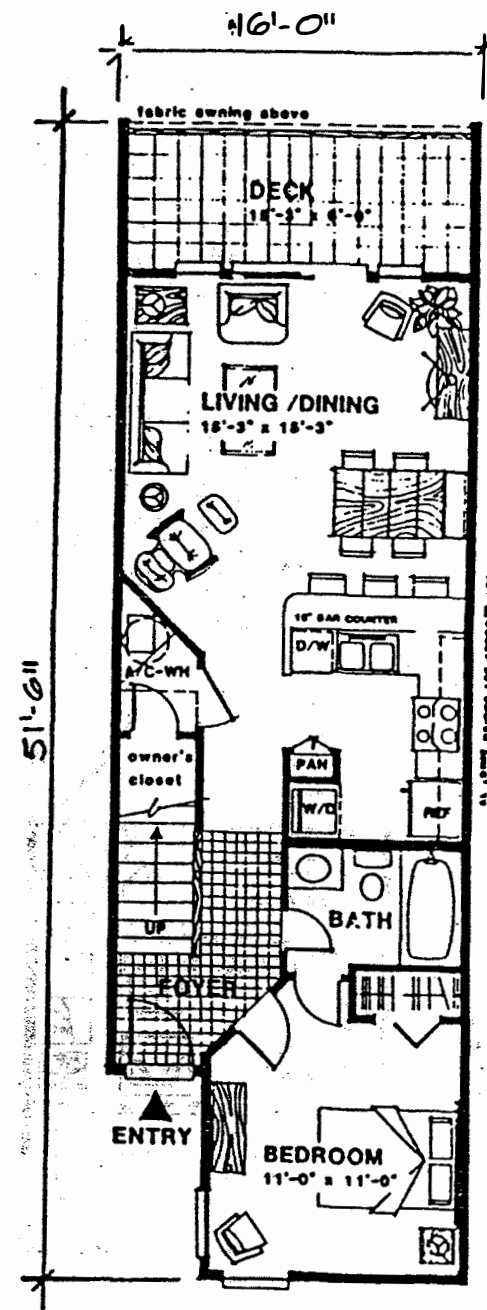 16'-0"
fabric awning above
DECK
LIVING / DINING
15'-3" x 15'-3"
51'-6"
A/C-WH
BAR COUNTER
D/W
owner's
closet
PAN
W/D
REF
UP
BATH
FOYER
ENTRY
BEDROOM
11'-0" x 11'-0"